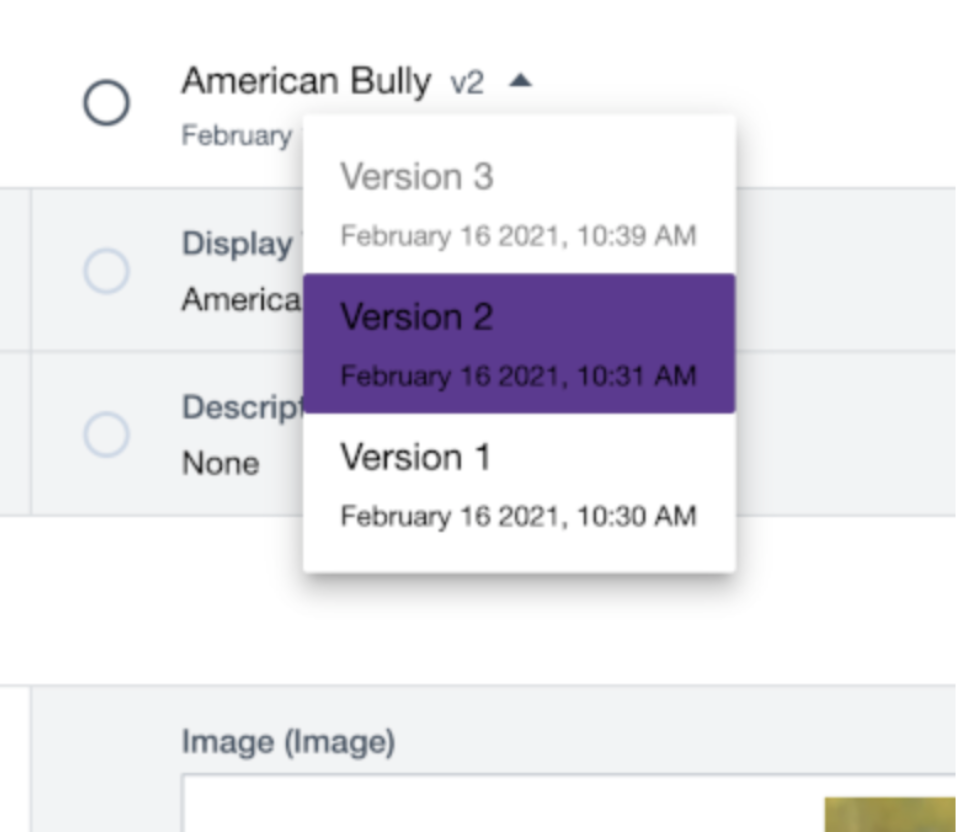 American Bully v2
February
Version 3
February 16 2021, 10:39 AM
Display
America
Version 2
February 16 2021, 10:31 AM
Descript
None
Version 1
February 16 2021, 10:30 AM
Image (Image)